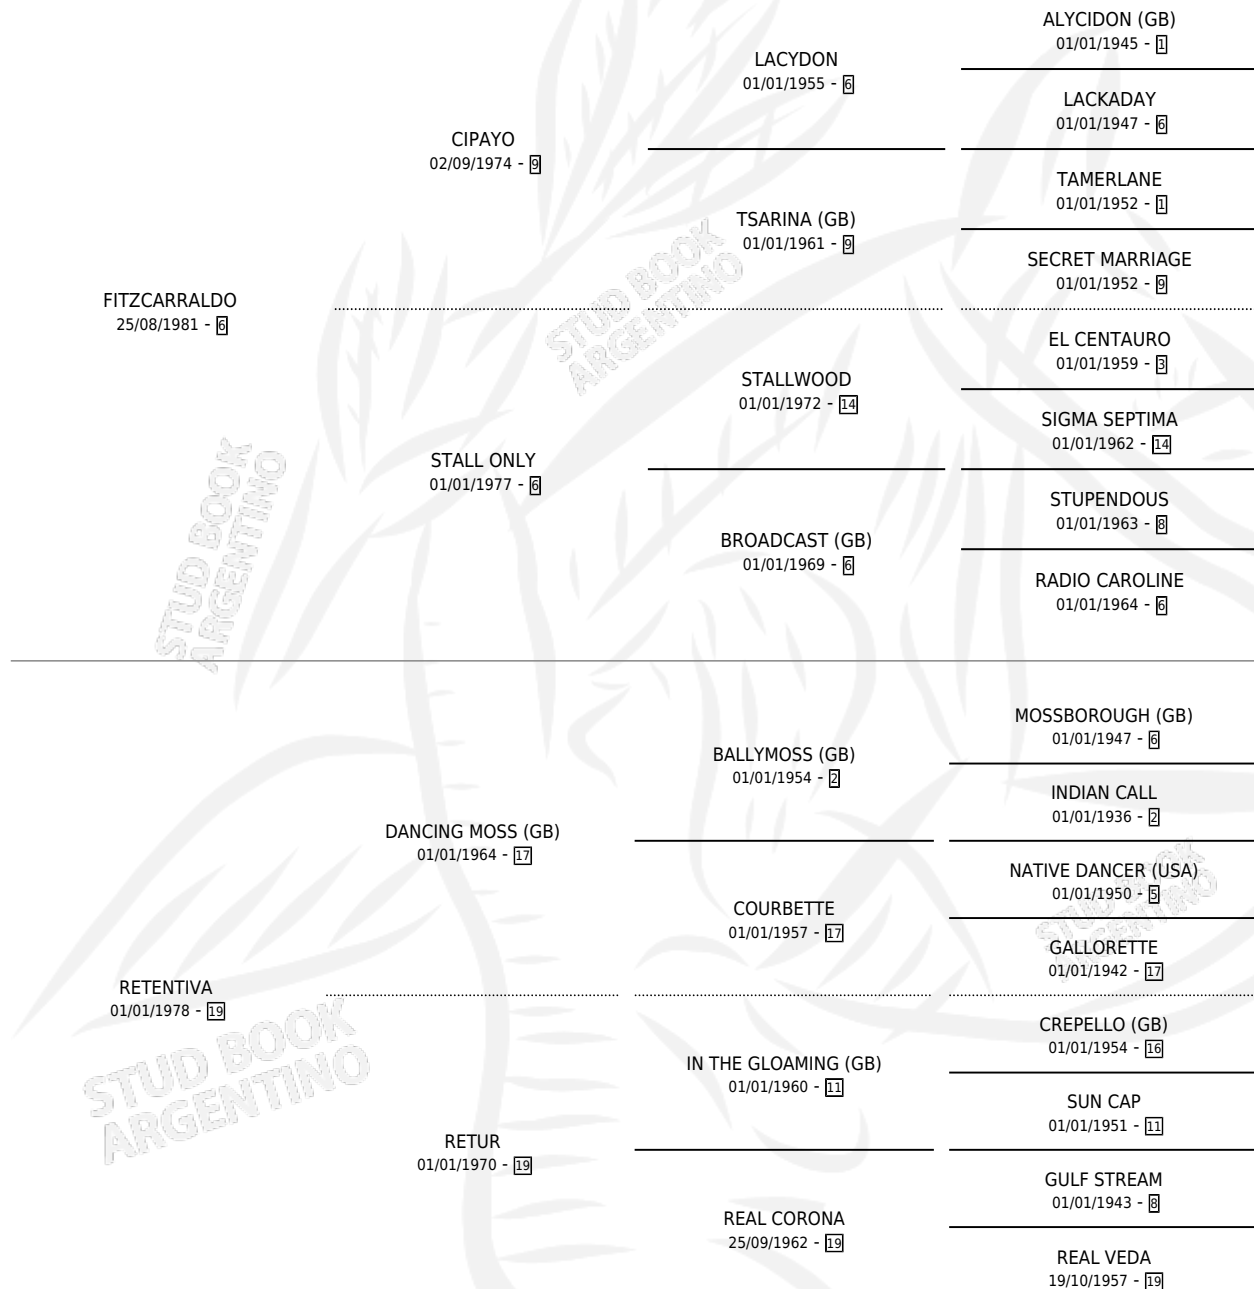 ALYCIDON (GB)
01/01/1945 - 1
LACYDON
01/01/1955 - 6
LACKADAY
01/01/1947 - 6
CIPAYO
02/09/1974 - 9
TAMERLANE
01/01/1952 - 1
TSARINA (GB)
01/01/1961 - 9
SECRET MARRIAGE
01/01/1952 - 9
FITZCARRALDO
25/08/1981 - 6
EL CENTAURO
01/01/1959 - 3
STALLWOOD
01/01/1972 - 14
SIGMA SEPTIMA
01/01/1962 - 14
STALL ONLY
01/01/1977 - 6
STUPENDOUS
01/01/1963 - 8
BROADCAST (GB)
01/01/1969 - 6
RADIO CAROLINE
01/01/1964 - 6
MOSSBOROUGH (GB)
01/01/1947 - 6
BALLYMOSS (GB)
01/01/1954 - 2
INDIAN CALL
01/01/1936 - 2
DANCING MOSS (GB)
01/01/1964 - 17
NATIVE DANCER (USA)
01/01/1950 - 5
COURBETTE
01/01/1957 - 17
GALLORETTE
01/01/1942 - 17
RETENTIVA
01/01/1978 - 19
CREPELLO (GB)
01/01/1954 - 16
IN THE GLOAMING (GB)
01/01/1960 - 11
SUN CAP
01/01/1951 - 11
RETUR
01/01/1970 - 19
GULF STREAM
01/01/1943 - 8
REAL CORONA
25/09/1962 - 19
REAL VEDA
19/10/1957 - 19
STUD BOOK
ARGENTINO
STUD BOOK
ARGENTINO
STUD BOOK
ARGENTINO
STUD BOOK
ARGENTINO